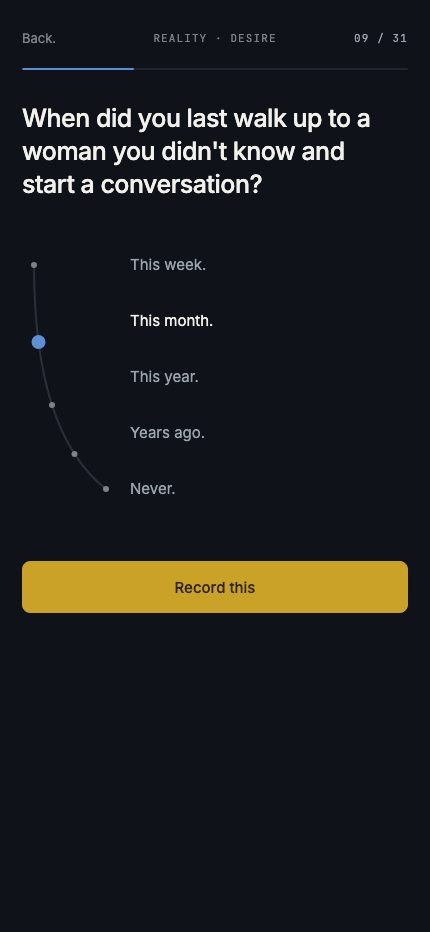 Back.
REALITY · DESIRE
09 / 31
When did you last walk up to a
woman you didn't know and
start a conversation?
This week.
This month.
This year.
Years ago.
Never.
Record this